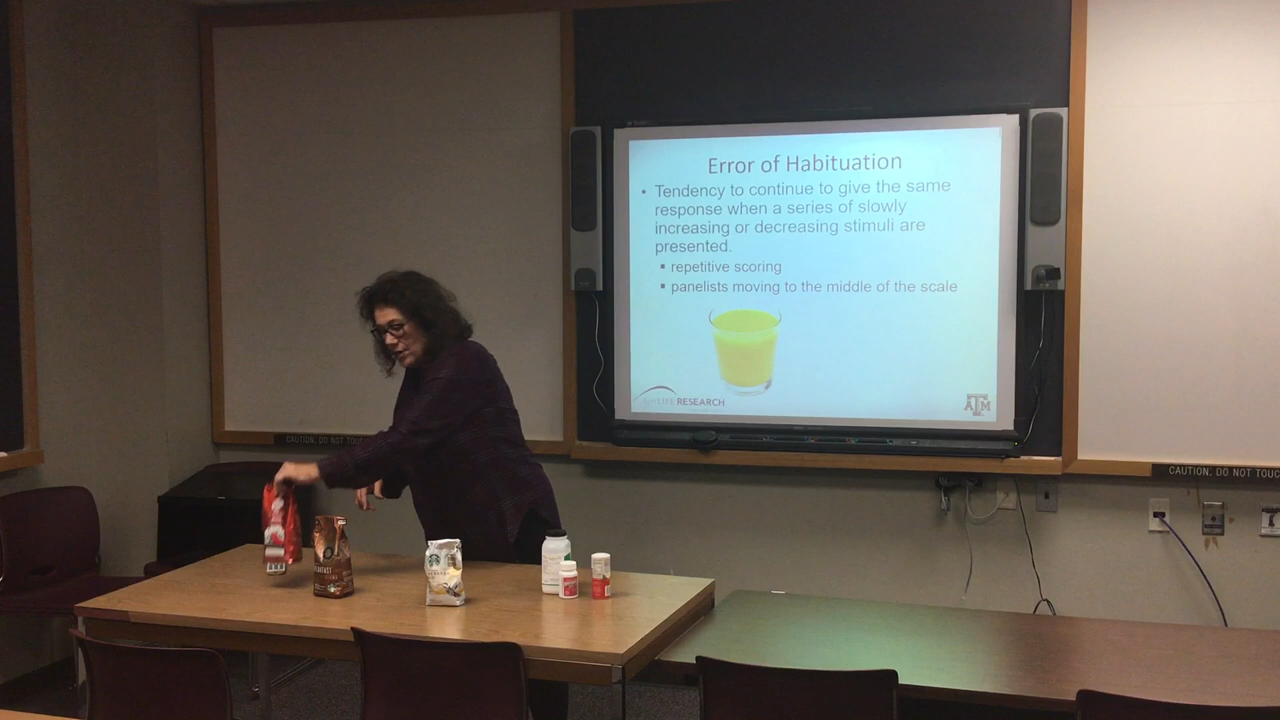 Error of Habituation
• Tendency to continue to give the same
response when a series of slowly
increasing or decreasing stimuli are
presented.
▪ repetitive scoring
▪ panelists moving to the middle of the scale
RESEARCH
ATM
CAUTION, DO NOT TOUC
CAUTION, DO NOT TOUC